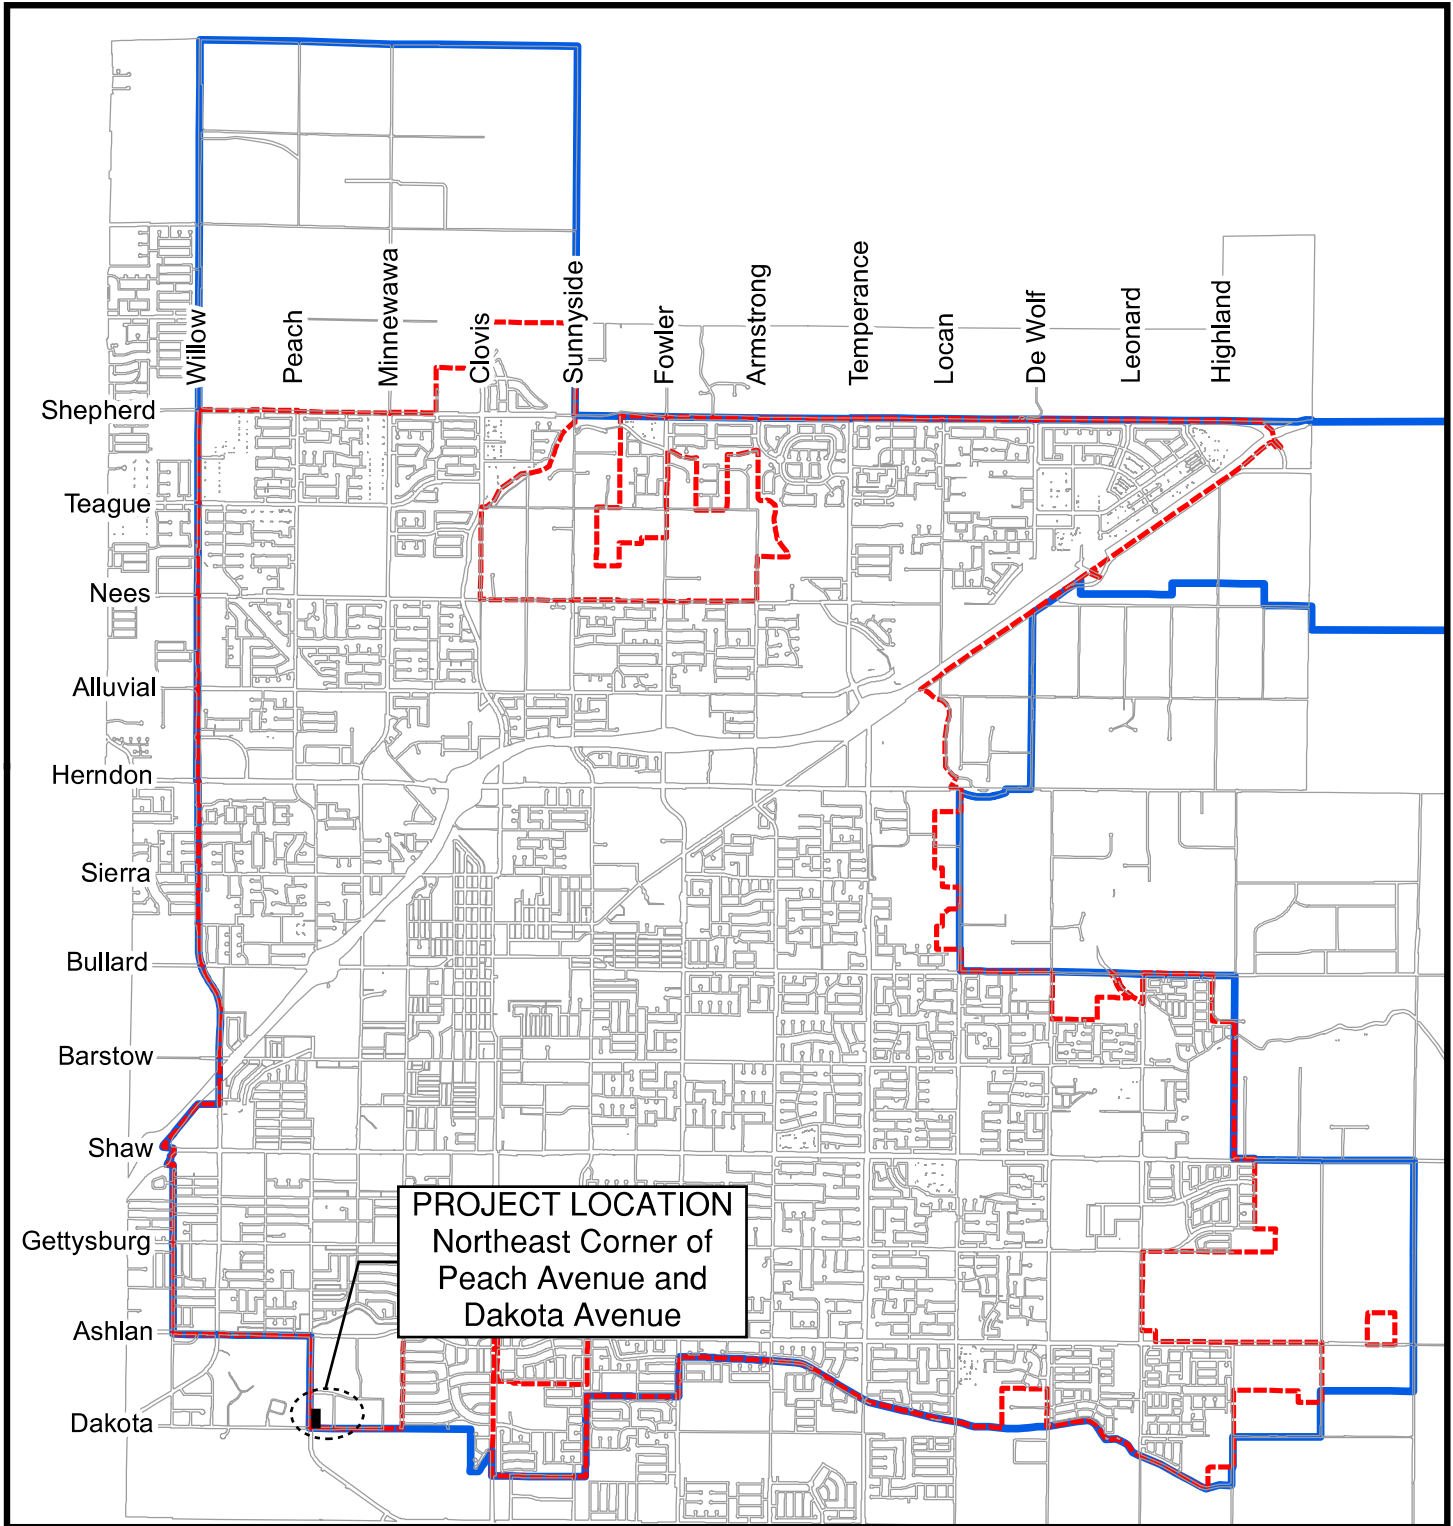 Willow
Peach
Minnewawa
Clovis
Sunnyside
Fowler
Armstrong
Temperance
Locan
De Wolf
Leonard
Highland
Shepherd
Teague
Nees
Alluvial
Herndon
Sierra
Bullard
Barstow
Shaw
Gettysburg
Ashlan
Dakota
PROJECT LOCATION
Northeast Corner of
Peach Avenue and
Dakota Avenue